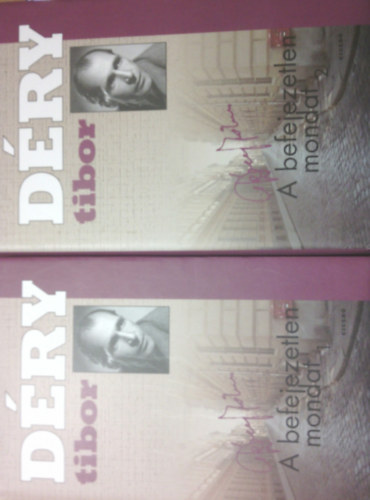 DÉRY
tibor
A befejezetlen
mondat
DÉRY
tibor
A befejezetlen
mondat